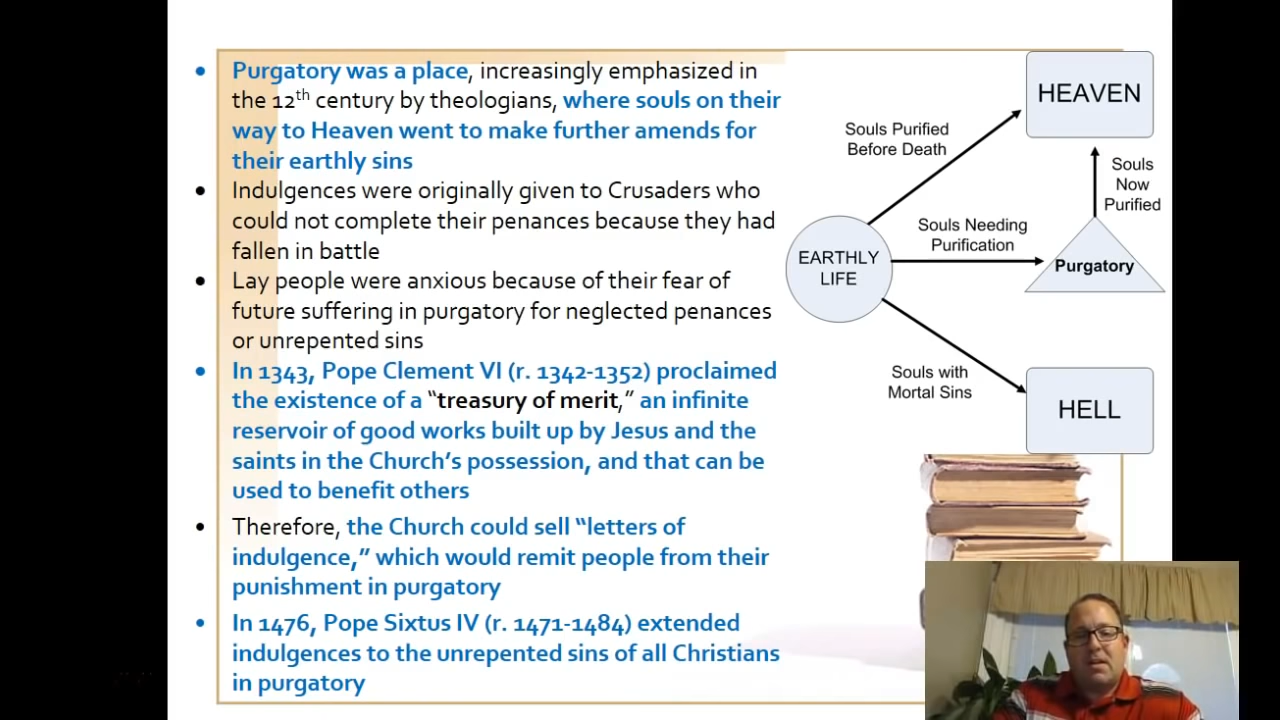 • Purgatory was a place, increasingly emphasized in
the 12th century by theologians, where souls on their
way to Heaven went to make further amends for
their earthly sins
• Indulgences were originally given to Crusaders who
could not complete their penances because they had
fallen in battle
• Lay people were anxious because of their fear of
future suffering in purgatory for neglected penances
or unrepented sins
• In 1343, Pope Clement VI (r. 1342-1352) proclaimed
the existence of a “treasury of merit,” an infinite
reservoir of good works built up by Jesus and the
saints in the Church’s possession, and that can be
used to benefit others
• Therefore, the Church could sell “letters of
indulgence,” which would remit people from their
punishment in purgatory
• In 1476, Pope Sixtus IV (r. 1471-1484) extended
indulgences to the unrepented sins of all Christians
in purgatory
HEAVEN
Souls Purified
Before Death
Souls
Now
Purified
Souls Needing
Purification
EARTHLY
LIFE
Purgatory
Souls with
Mortal Sins
HELL